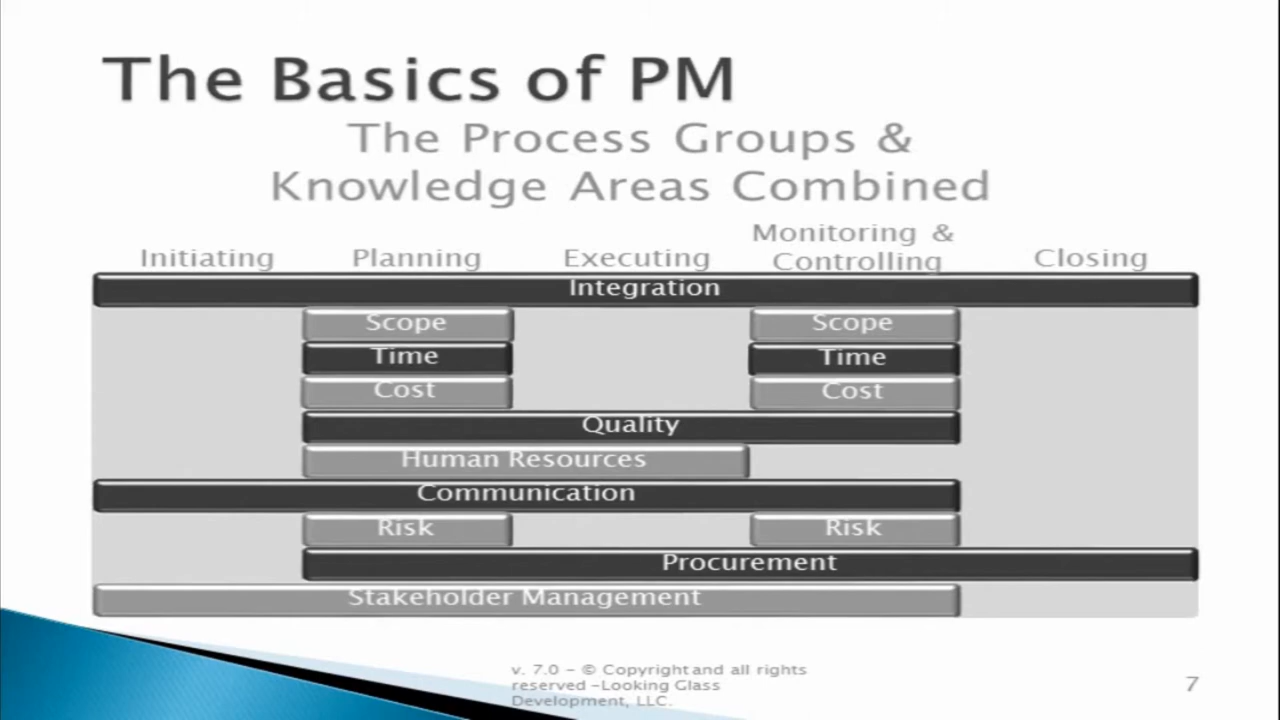 The Basics of PM
The Process Groups &
Knowledge Areas Combined
Initiating
Planning
Executing
Monitoring &
Controlling
Closing
Integration
Scope
Scope
Time
Time
Cost
Cost
Quality
Human Resources
Communication
Risk
Risk
Procurement
Stakeholder Management
v. 7.0 – © Copyright and all rights
reserved –Looking Glass
Development, LLC.
7